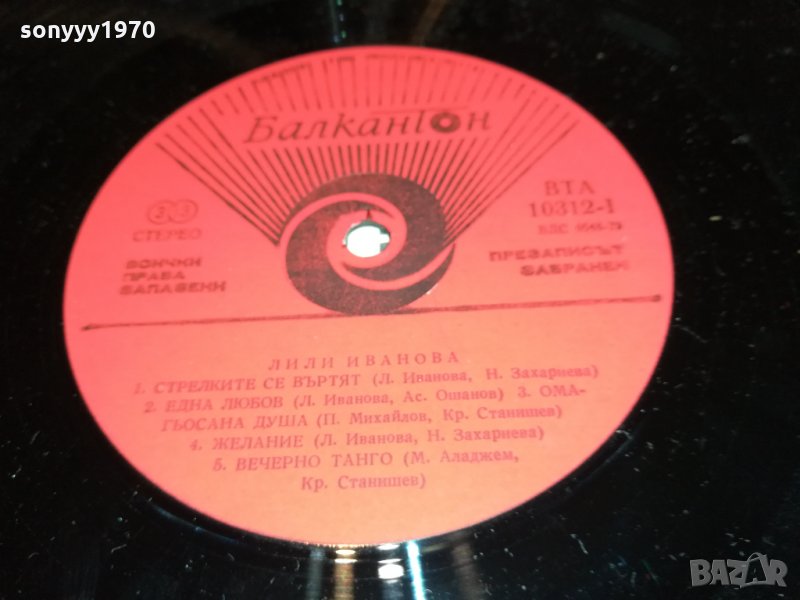 sonyyy1970
БалканТон
33
СТЕРЕО
ВСИЧКИ
ПРАВА
ЗАПАЗЕНИ
ВТА
10312-I
ПРЕЗАПИСЪТ
ЗАБРАНЕН
ЛИЛИ ИВАНОВА
1. СТРЕЛКИТЕ СЕ ВЪРТЯТ (Л. Иванова, Н. Захариева)
2. ЕДНА ЛЮБОВ (Л. Иванова, Ас. Ошанов) 3. ОМА-
ГЬОСАНА ДУША (П. Михайлов, Кр. Станишев)
4. ЖЕЛАНИЕ (Л. Иванова, Н. Захариева)
5. ВЕЧЕРНО ТАНГО (М. Аладжем,
Кр. Станишев)
BAZAR